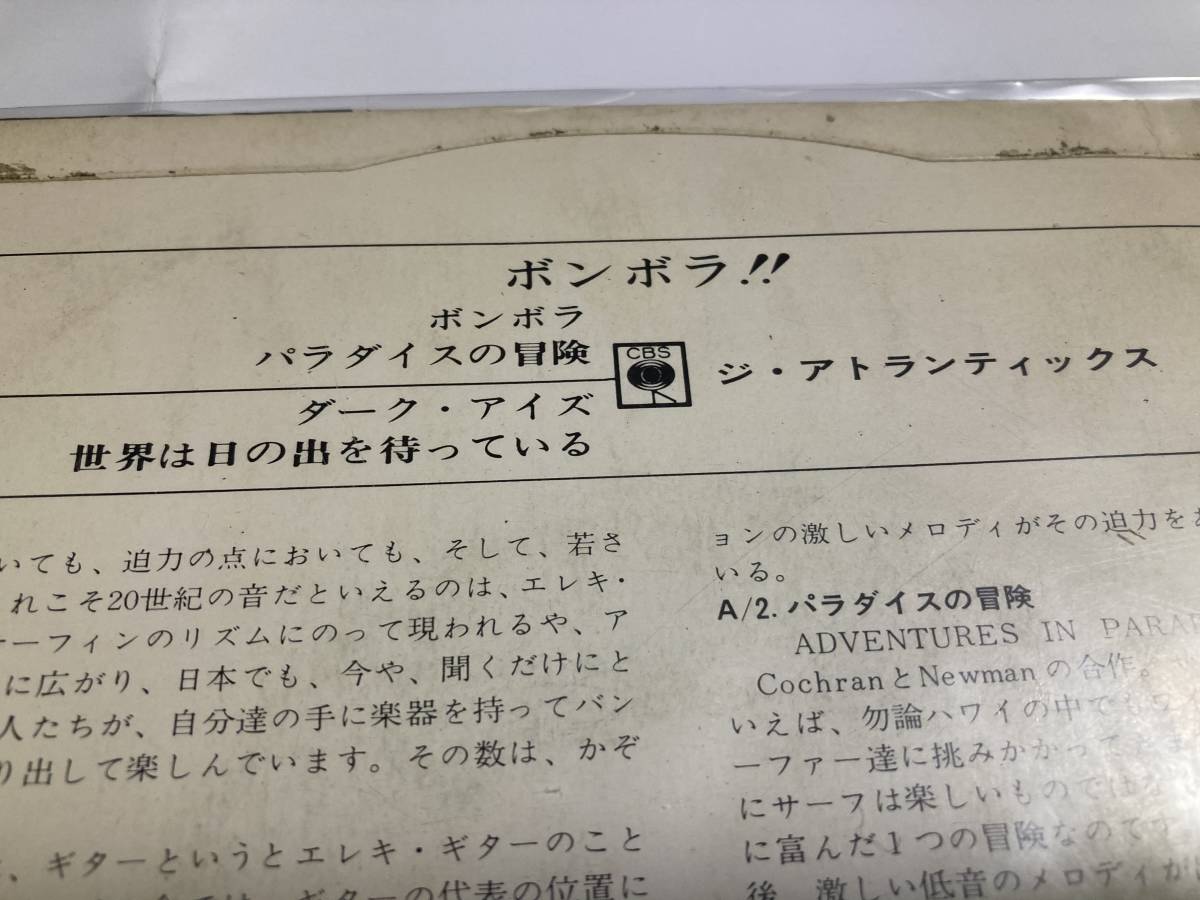 ボンボラ!!
ボンボラ
パラダイスの冒険
ダーク・アイズ
世界は日の出を待っている
CBS
ジ・アトランティックス
いても、迫力の点においても、そして、若さ
れこそ20世紀の音だといえるのは、エレキ・
ーフィンのリズムにのって現われるや、ア
に広がり、日本でも、今や、聞くだけにと
人たちが、自分達の手に楽器を持ってバン
り出して楽しんでいます。その数は、かぞ
、ギターというとエレキ・ギターのこと
ギターの代表の位置に
ョンの激しいメロディがその迫力を
いる。
A/2. パラダイスの冒険
ADVENTURES IN
CochranとNewmanの合作。
いえば、勿論ハワイの中でも
ーファー達に挑みかかって
にサーフは楽しいものではな
に富んだ1つの冒険なのです
後、激しい低音のメロディが